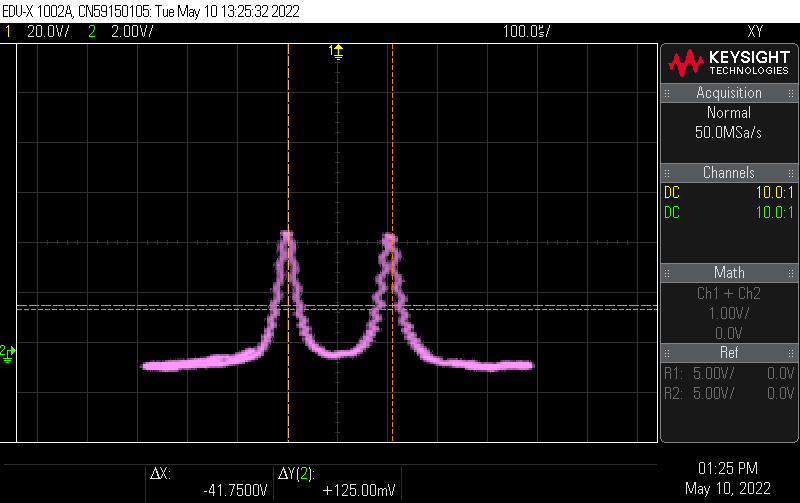 EDU-X 1002A, CN59150105: Tue May 10 13:25:32 2022
1 20.0V/ 2 2.00V/ 100.0s/ XY
1
KEYSIGHT
TECHNOLOGIES
Acquisition
Normal
50.0MSa/s
Channels
DC 10.0:1
DC 10.0:1
Math
Ch1 + Ch2
1.00V/
0.0V
Ref
R1: 5.00V/ 0.0V
R2: 5.00V/ 0.0V
2
ΔX:
-41.7500V
ΔY(2):
+125.00mV
01:25 PM
May 10, 2022